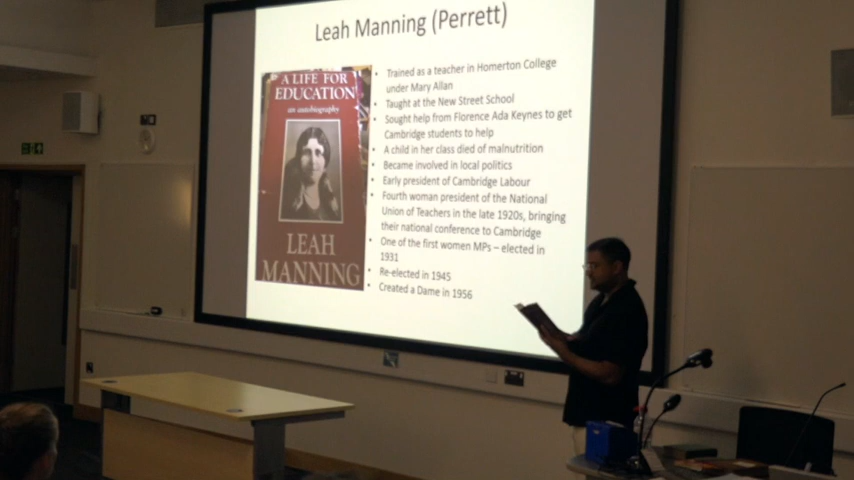 Leah Manning (Perrett)
A LIFE FOR
EDUCATION
an autobiography
LEAH
MANNING
• Trained as a teacher in Homerton College
under Mary Allan
• Taught at the New Street School
• Sought help from Florence Ada Keynes to get
Cambridge students to help
• A child in her class died of malnutrition
• Became involved in local politics
• Early president of Cambridge Labour
• Fourth woman president of the National
Union of Teachers in the late 1920s, bringing
their national conference to Cambridge
• One of the first women MPs – elected in
1931
• Re-elected in 1945
• Created a Dame in 1956